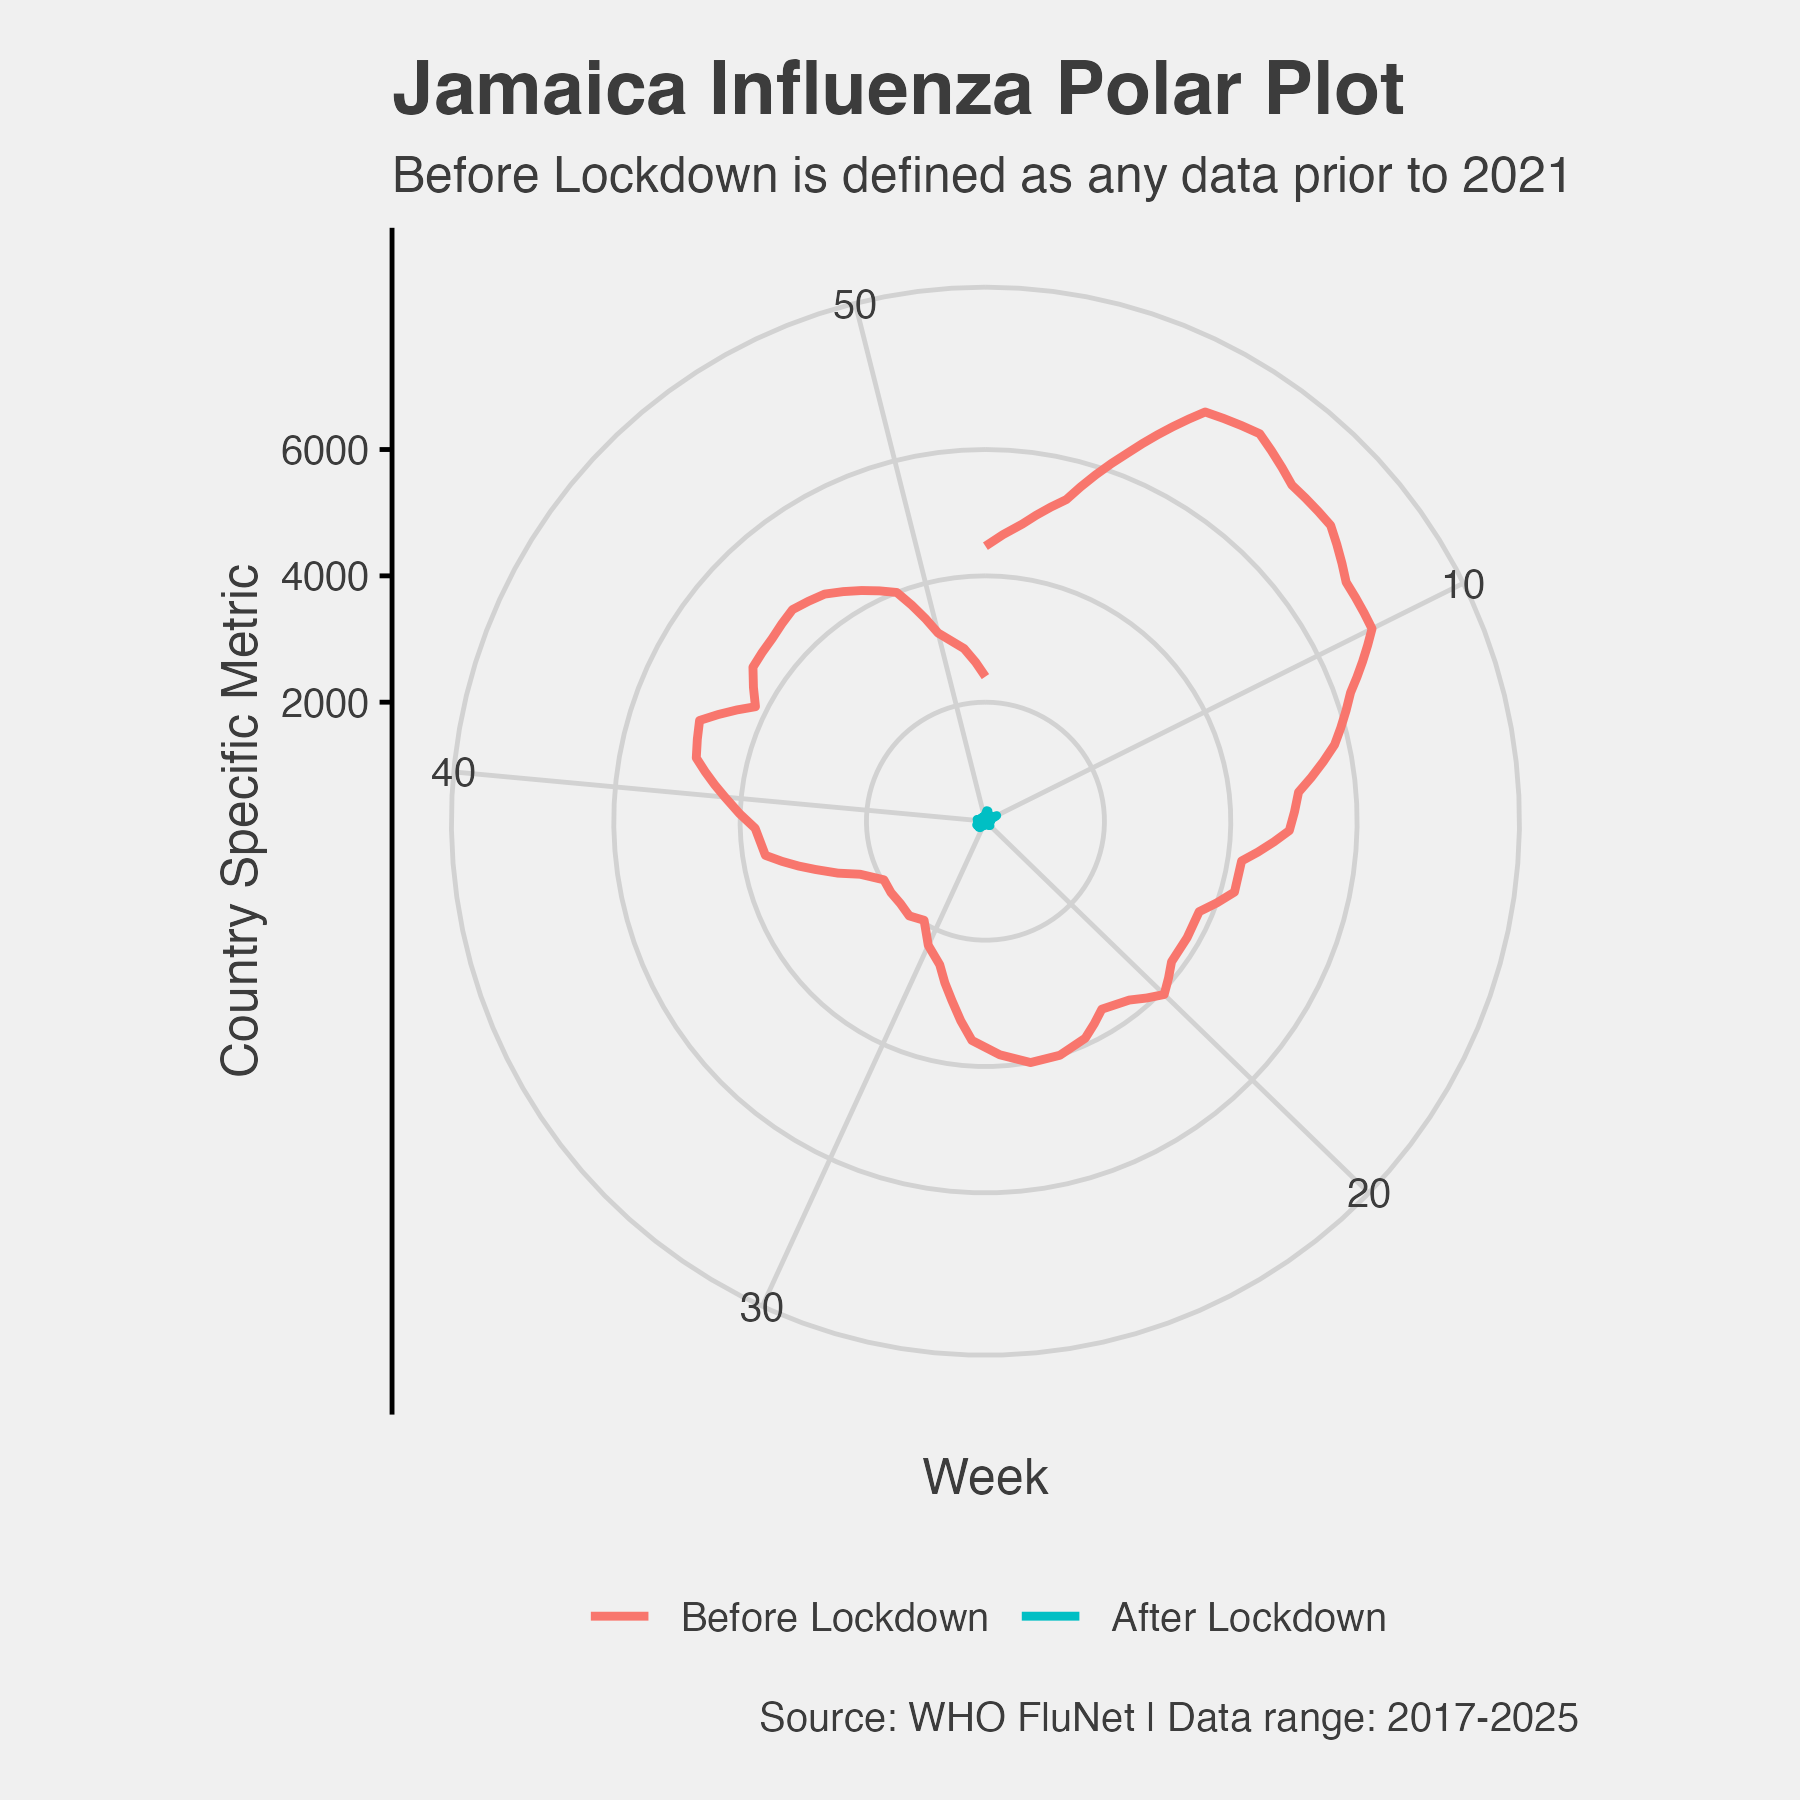 Jamaica Influenza Polar Plot
Before Lockdown is defined as any data prior to 2021
50
6000
10
4000
2000
40
Country Specific Metric
20
30
Week
Before Lockdown After Lockdown
Source: WHO FluNet | Data range: 2017-2025